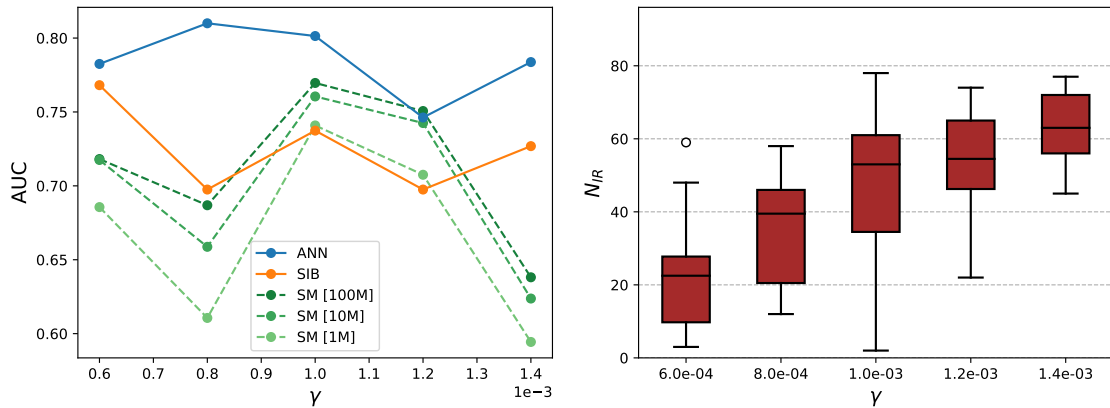 0.80
0.75
0.70
0.65
0.60
AUC
ANN
SIB
SM [100M]
SM [10M]
SM [1M]
0.6 0.7 0.8 0.9 1.0 1.1 1.2 1.3 1.4
1e−3
γ
80
60
40
20
0
N_IR
6.0e-04 8.0e-04 1.0e-03 1.2e-03 1.4e-03
γ